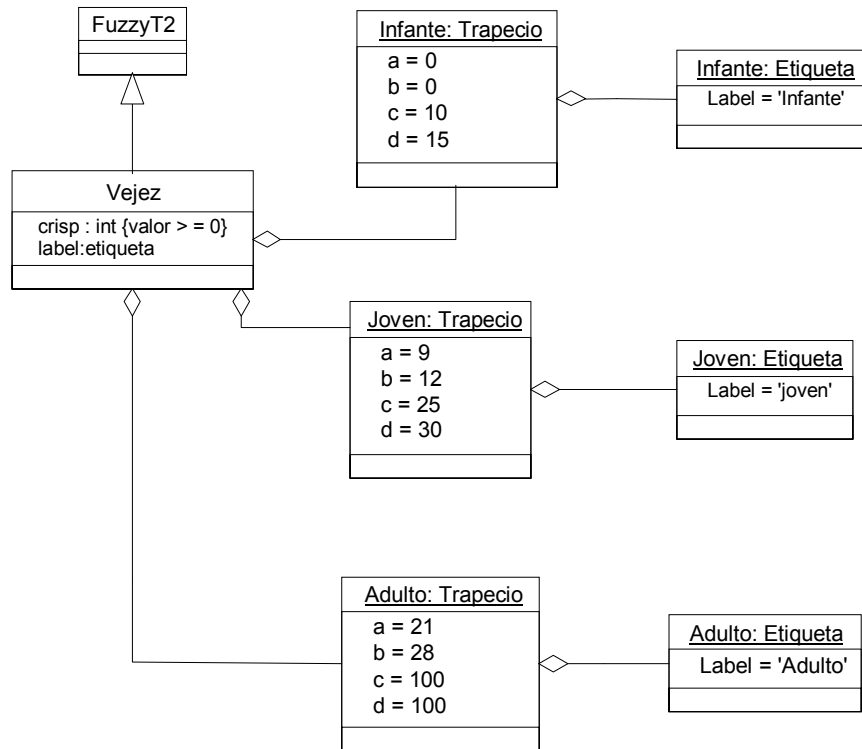 FuzzyT2
Infante: Trapecio
a = 0
b = 0
c = 10
d = 15
Infante: Etiqueta
Label = 'Infante'
Vejez
crisp : int {valor > = 0}
label:etiqueta
Joven: Trapecio
a = 9
b = 12
c = 25
d = 30
Joven: Etiqueta
Label = 'joven'
Adulto: Trapecio
a = 21
b = 28
c = 100
d = 100
Adulto: Etiqueta
Label = 'Adulto'